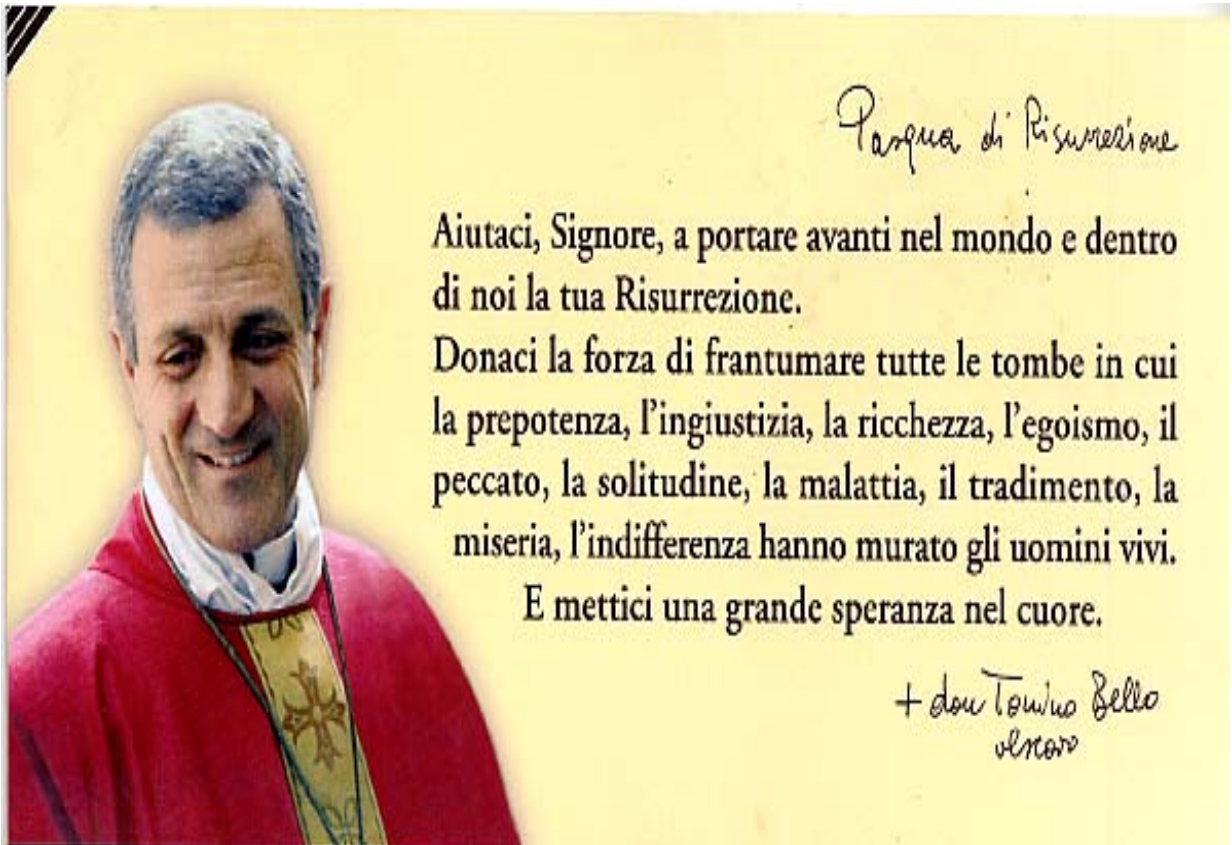 Pasqua di Risurrezione
Aiutaci, Signore, a portare avanti nel mondo e dentro
di noi la tua Risurrezione.
Donaci la forza di frantumare tutte le tombe in cui
la prepotenza, l'ingiustizia, la ricchezza, l'egoismo, il
peccato, la solitudine, la malattia, il tradimento, la
miseria, l'indifferenza hanno murato gli uomini vivi.
E mettici una grande speranza nel cuore.
+ don Tonino Bello
vescovo